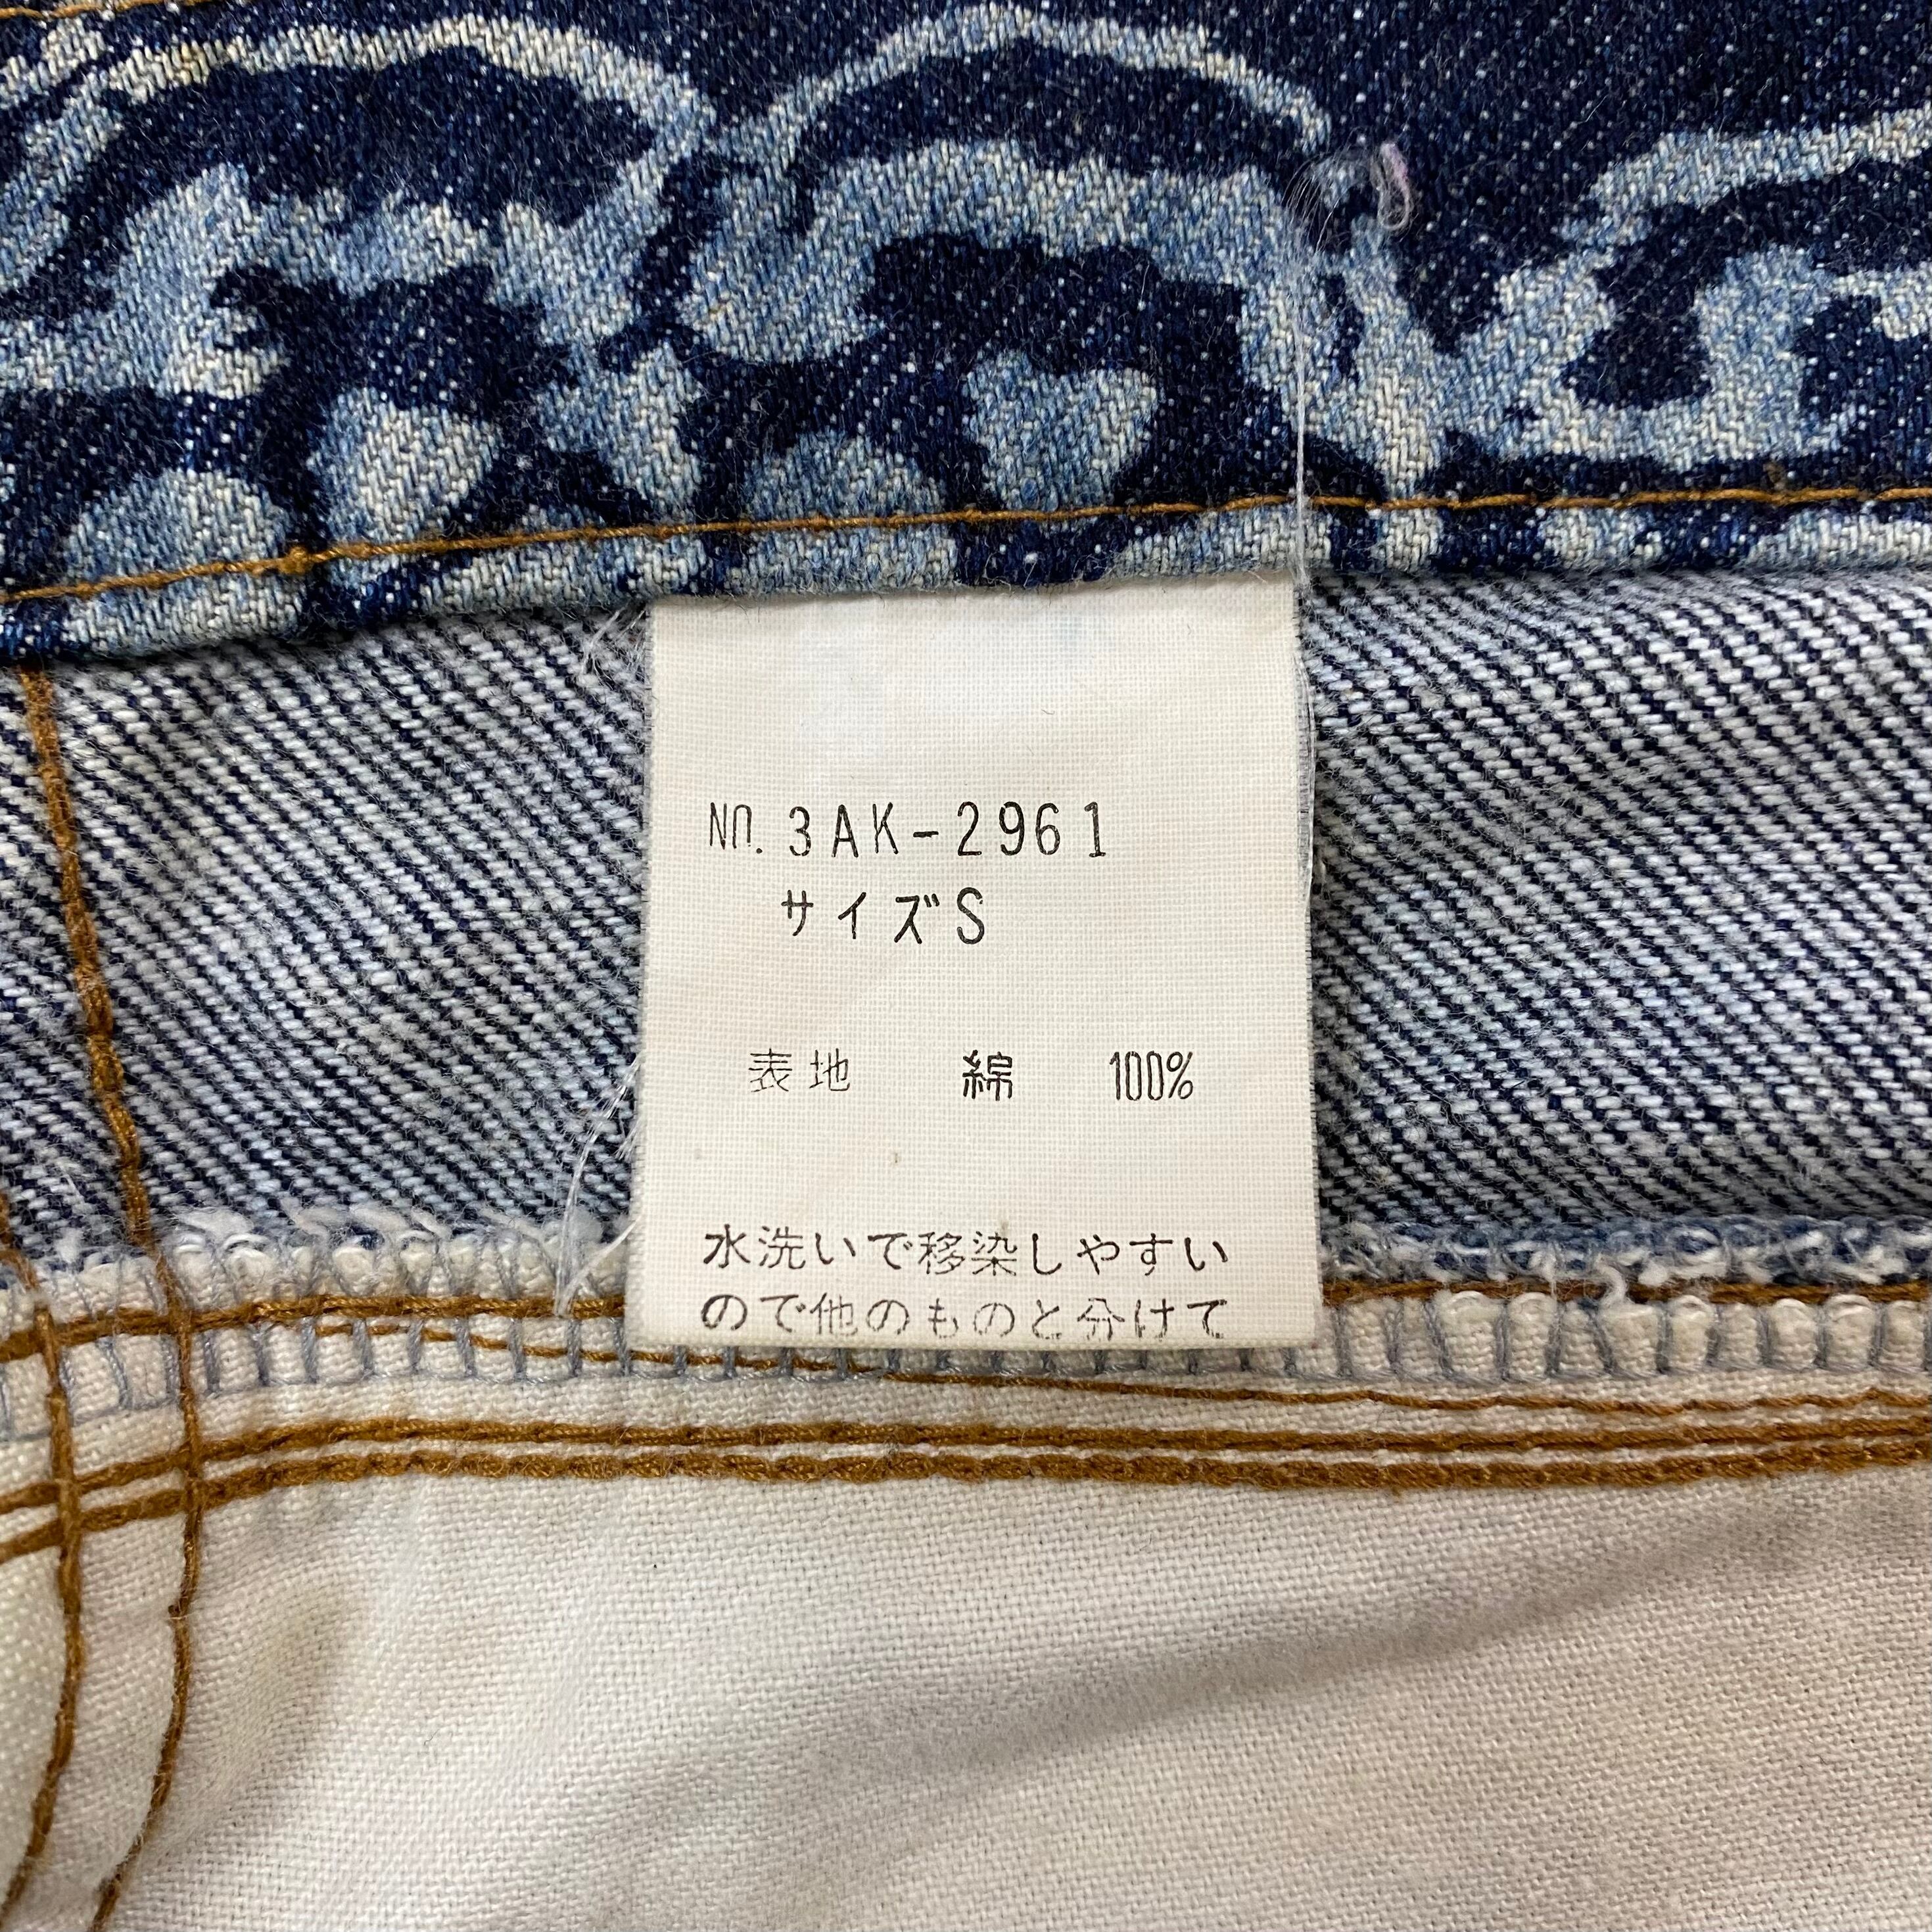 No. 3AK-2961
サイズS
表地 綿 100%
水洗いで移染しやすい
ので他のものと分けて